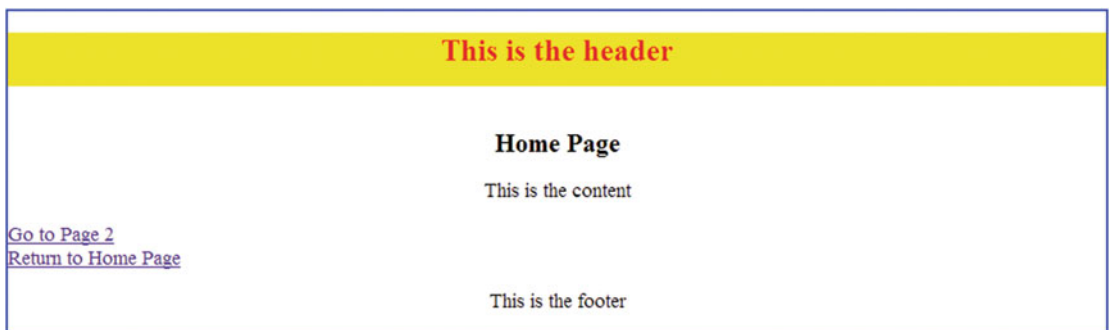 This is the header
Home Page
This is the content
Go to Page 2
Return to Home Page
This is the footer